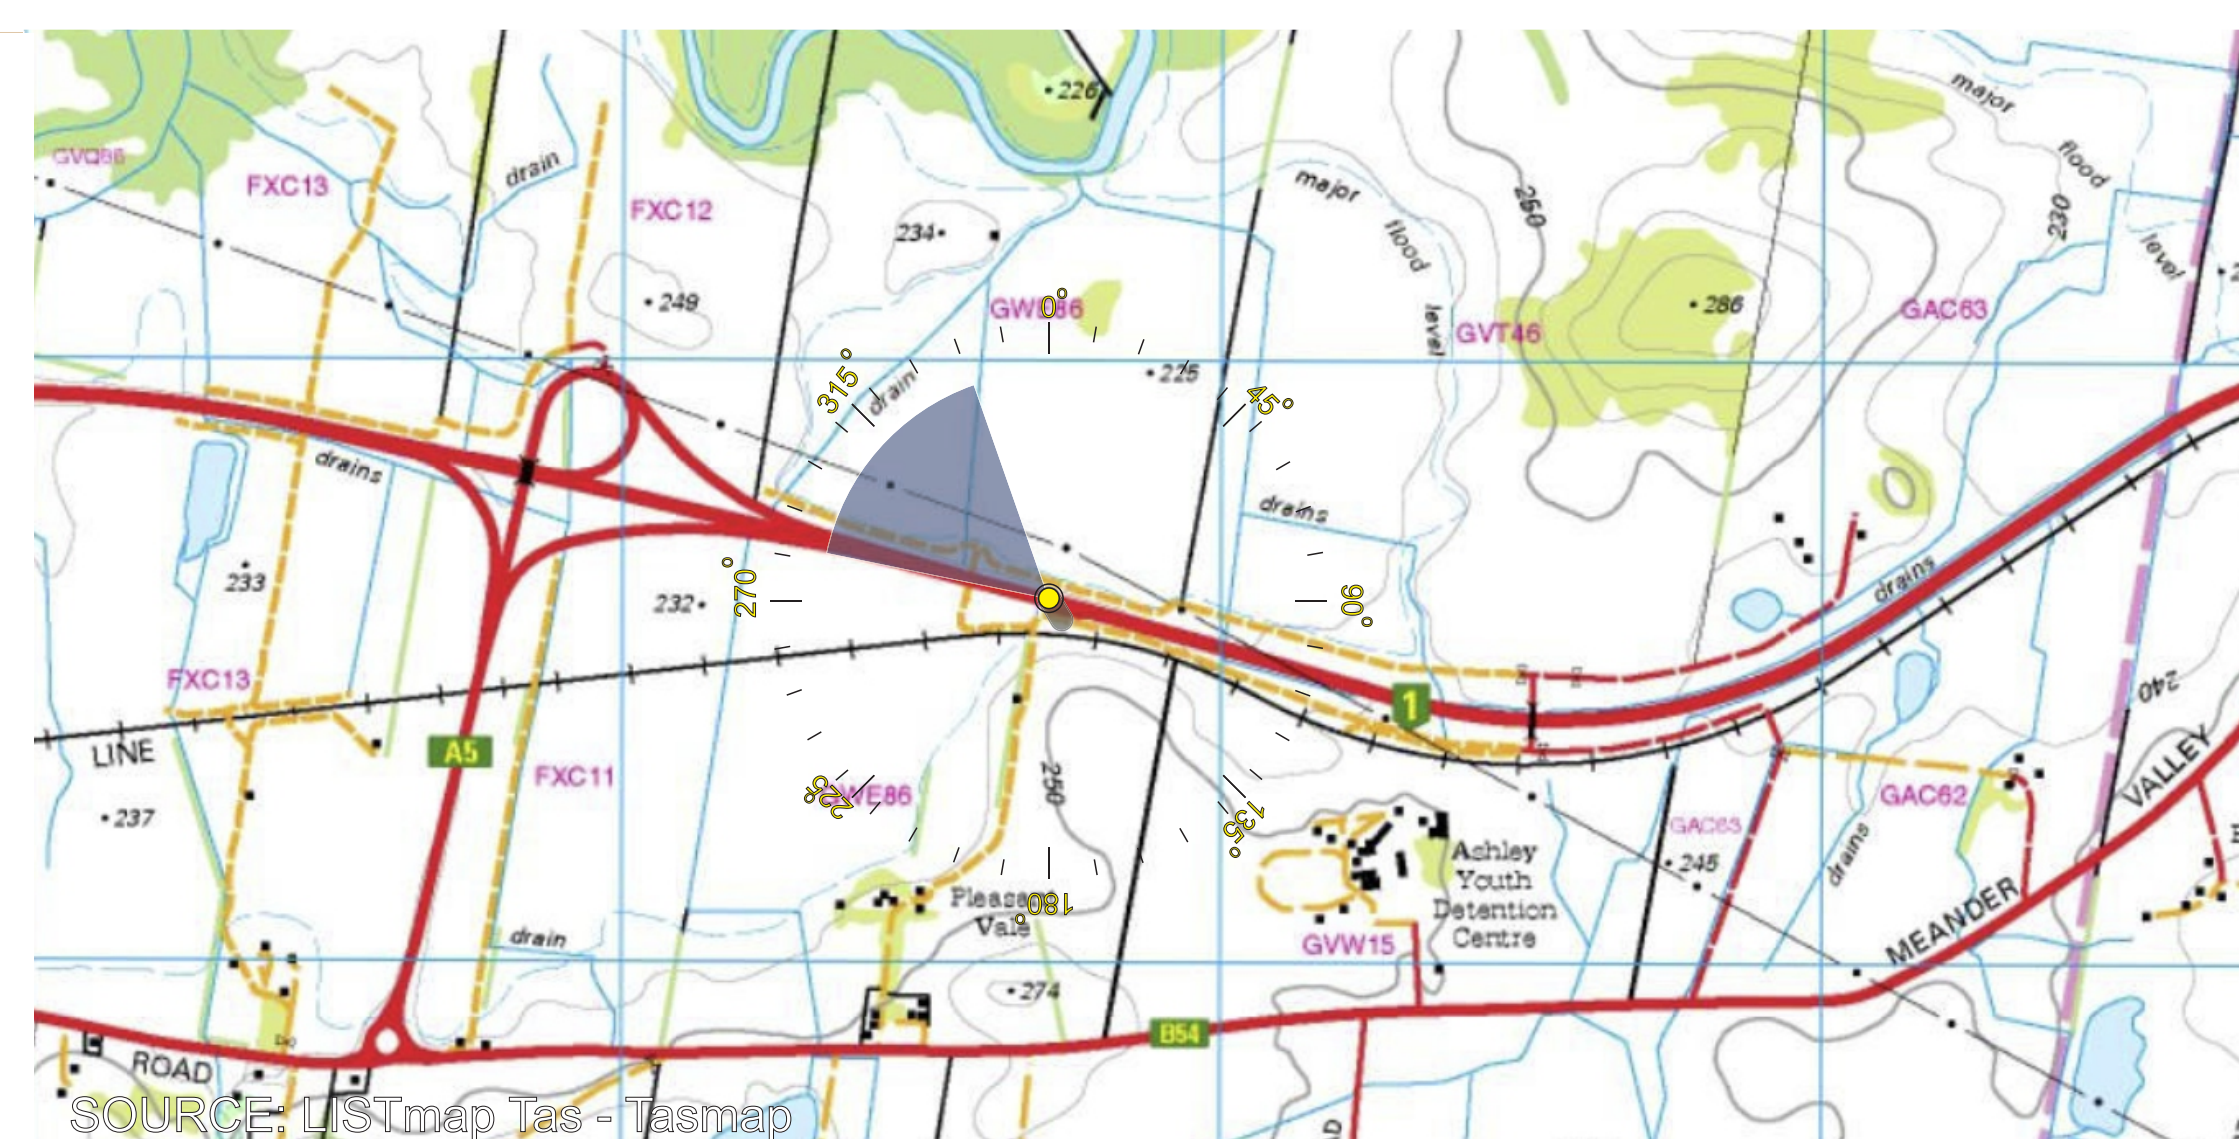 226
major
GVQ86
FXC13
drain
FXC12
flood
major
250
230
234
flood
level
249
GWE86
0°
286
GAC63
level
GVT46
225
315°
drain
45°
drains
drains
233
270°
90°
232
drains
FXC13
240
1
LINE
A5
FXC11
250
VALLEY
237
225°
GWE86
135°
GAC62
GAC63
Ashley
Youth
Detention
Centre
245
drains
Pleasant
Vale
180°
MEANDER
drain
GVW15
274
B54
ROAD
SOURCE: LISTmap Tas - Tasmap